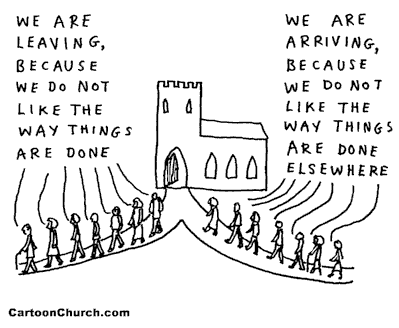 WE ARE
LEAVING,
BECAUSE
WE DO NOT
LIKE THE
WAY THINGS
ARE DONE
WE ARE
ARRIVING,
BECAUSE
WE DO NOT
LIKE THE
WAY THINGS
ARE DONE
ELSEWHERE
CartoonChurch.com